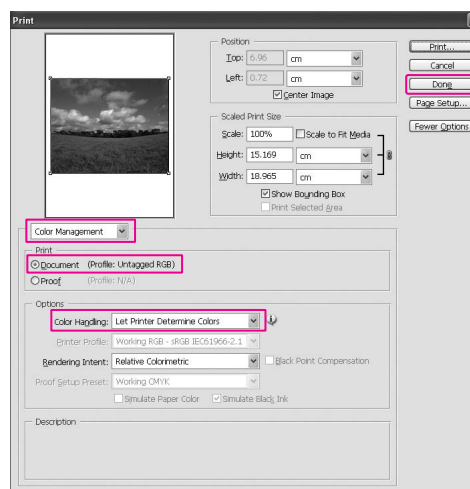 Print
Position
Top: 6.96 cm
Left: 0.72 cm
Center Image
Scaled Print Size
Scale: 100% Scale to Fit Media
Height: 15.169 cm
Width: 18.965 cm
Show Bounding Box
Print Selected Area
Print...
Cancel
Done
Page Setup...
Fewer Options
Color Management
Print
Document (Profile: Untagged RGB)
Proof (Profile: N/A)
Options
Color Handling: Let Printer Determine Colors
Printer Profile: Working RGB - sRGB IEC61966-2.1
Rendering Intent: Relative Colorimetric Black Point Compensation
Proof Setup Preset: Working CMYK
Simulate Paper Color Simulate Black Ink
Description